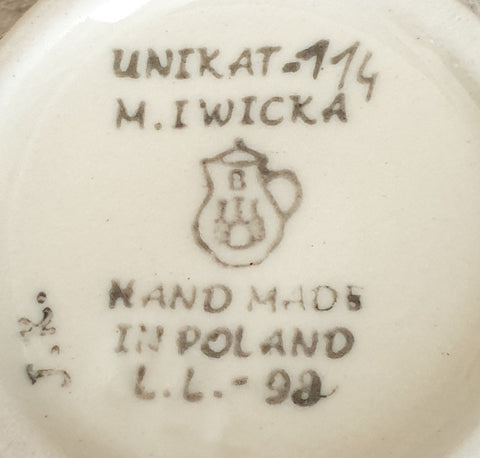 UNIKAT-114
M.IWICKA
B
HAND MADE
IN POLAND
L.L.-92